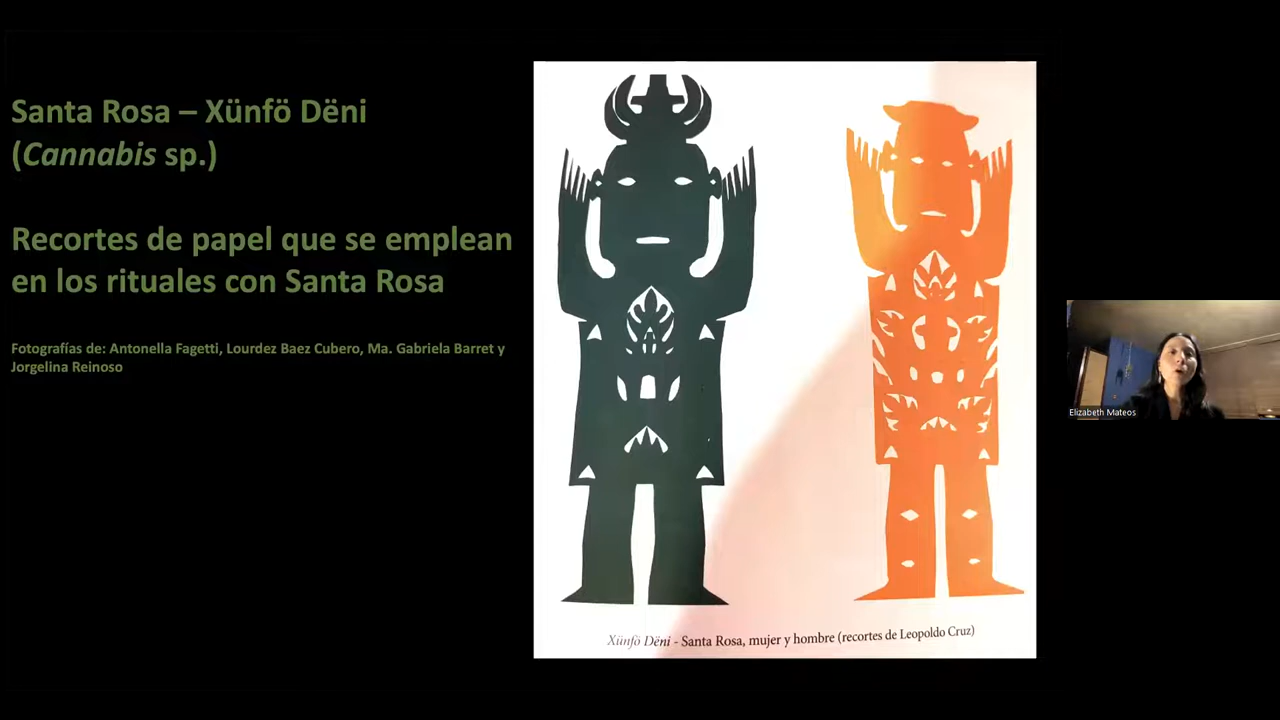 Santa Rosa – Xünfö Dëni
(Cannabis sp.)
Recortes de papel que se emplean
en los rituales con Santa Rosa
Fotografías de: Antonella Fagetti, Lourdez Baez Cubero, Ma. Gabriela Barret y
Jorgelina Reinoso
Xünfö Dëni - Santa Rosa, mujer y hombre (recortes de Leopoldo Cruz)
Elizabeth Mateos